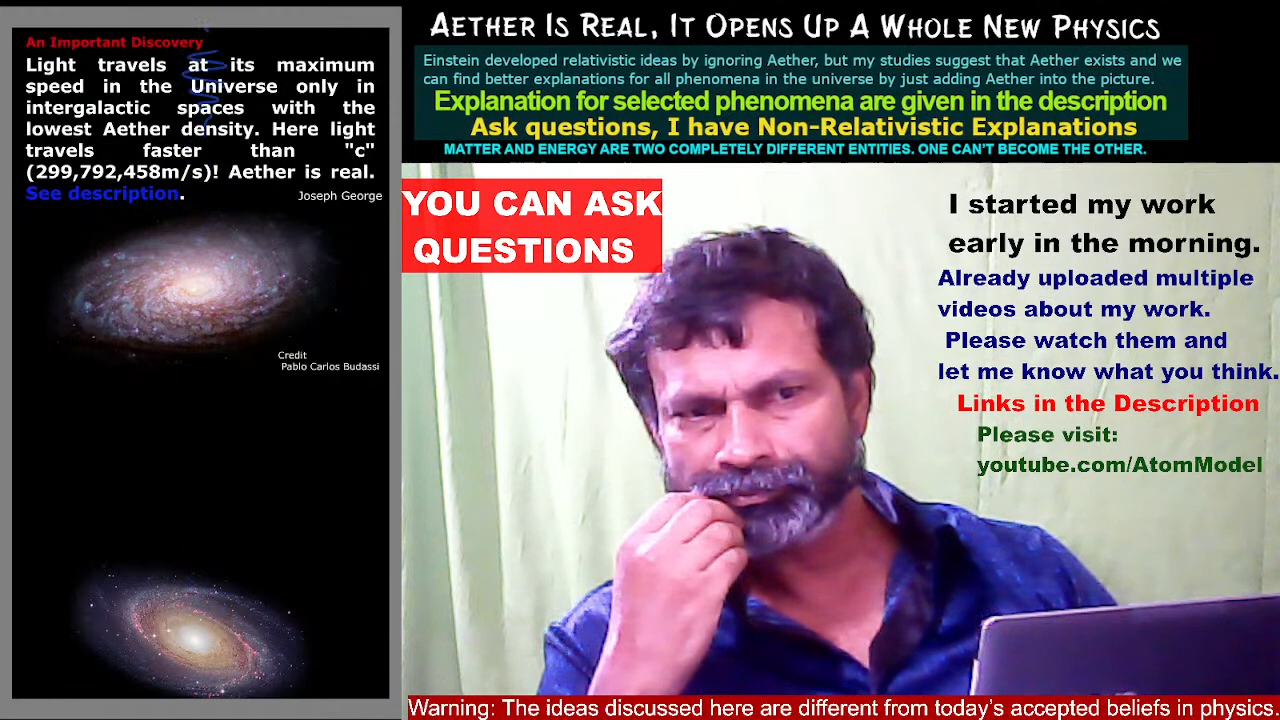 An Important Discovery
Light travels at its maximum
speed in the Universe only in
intergalactic spaces with the
lowest Aether density. Here light
travels faster than "c"
(299,792,458m/s)! Aether is real.
See description.
Joseph George
Credit
Pablo Carlos Budassi
Aether Is Real, It Opens Up A Whole New Physics
Einstein developed relativistic ideas by ignoring Aether, but my studies suggest that Aether exists and we
can find better explanations for all phenomena in the universe by just adding Aether into the picture.
Explanation for selected phenomena are given in the description
Ask questions, I have Non-Relativistic Explanations
MATTER AND ENERGY ARE TWO COMPLETELY DIFFERENT ENTITIES. ONE CAN'T BECOME THE OTHER.
YOU CAN ASK
QUESTIONS
I started my work
early in the morning.
Already uploaded multiple
videos about my work.
Please watch them and
let me know what you think.
Links in the Description
Please visit:
youtube.com/AtomModel
Warning: The ideas discussed here are different from today's accepted beliefs in physics.